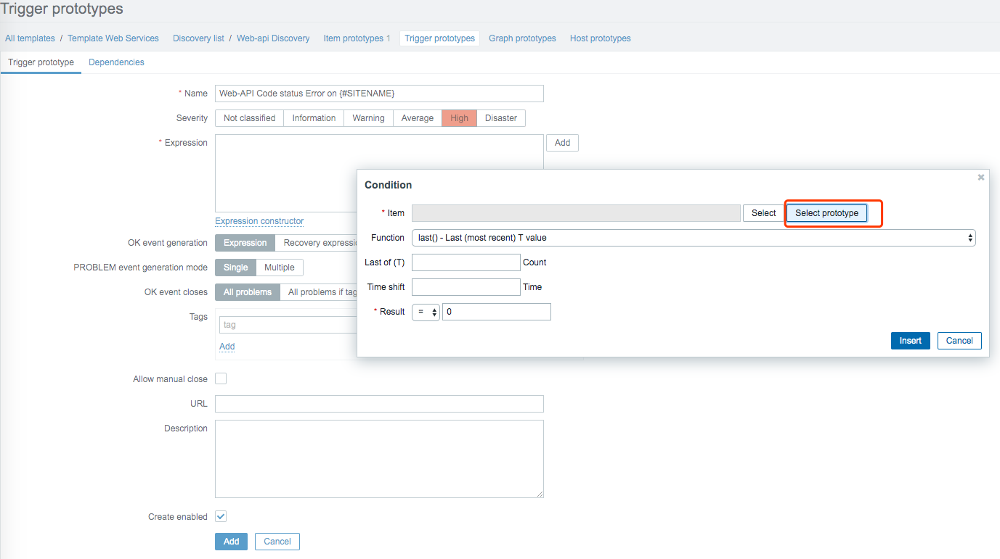 Trigger prototypes
All templates / Template Web Services Discovery list / Web-api Discovery Item prototypes 1 Trigger prototypes Graph prototypes Host prototypes
Trigger prototype Dependencies
* Name Web-API Code status Error on {#SITENAME}
Severity Not classified Information Warning Average High Disaster
* Expression Add
Condition
* Item Select Select prototype
Expression constructor
Function last() - Last (most recent) T value
OK event generation Expression Recovery expressic
Last of (T) Count
PROBLEM event generation mode Single Multiple
Time shift Time
OK event closes All problems All problems if tag
* Result = 0
Tags tag
Insert Cancel
Add
Allow manual close
URL
Description
Create enabled
Add Cancel